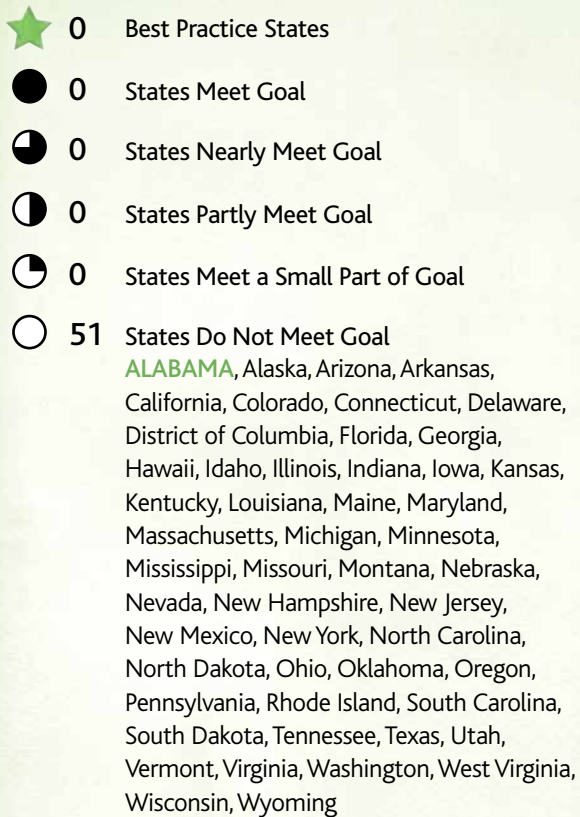 0 Best Practice States
0 States Meet Goal
0 States Nearly Meet Goal
0 States Partly Meet Goal
0 States Meet a Small Part of Goal
51 States Do Not Meet Goal
ALABAMA, Alaska, Arizona, Arkansas,
California, Colorado, Connecticut, Delaware,
District of Columbia, Florida, Georgia,
Hawaii, Idaho, Illinois, Indiana, Iowa, Kansas,
Kentucky, Louisiana, Maine, Maryland,
Massachusetts, Michigan, Minnesota,
Mississippi, Missouri, Montana, Nebraska,
Nevada, New Hampshire, New Jersey,
New Mexico, New York, North Carolina,
North Dakota, Ohio, Oklahoma, Oregon,
Pennsylvania, Rhode Island, South Carolina,
South Dakota, Tennessee, Texas, Utah,
Vermont, Virginia, Washington, West Virginia,
Wisconsin, Wyoming